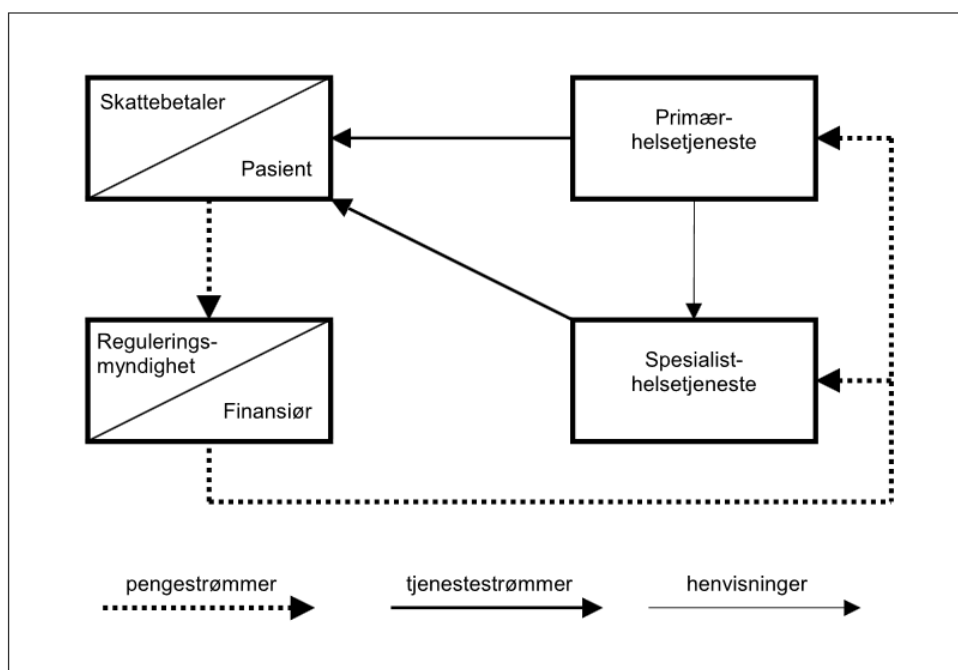 Skattebetaler
Pasient
Primær-
helsetjeneste
Regulerings-
myndighet
Finansiør
Spesialist-
helsetjeneste
pengestrømmer
tjenestestrømmer
henvisninger